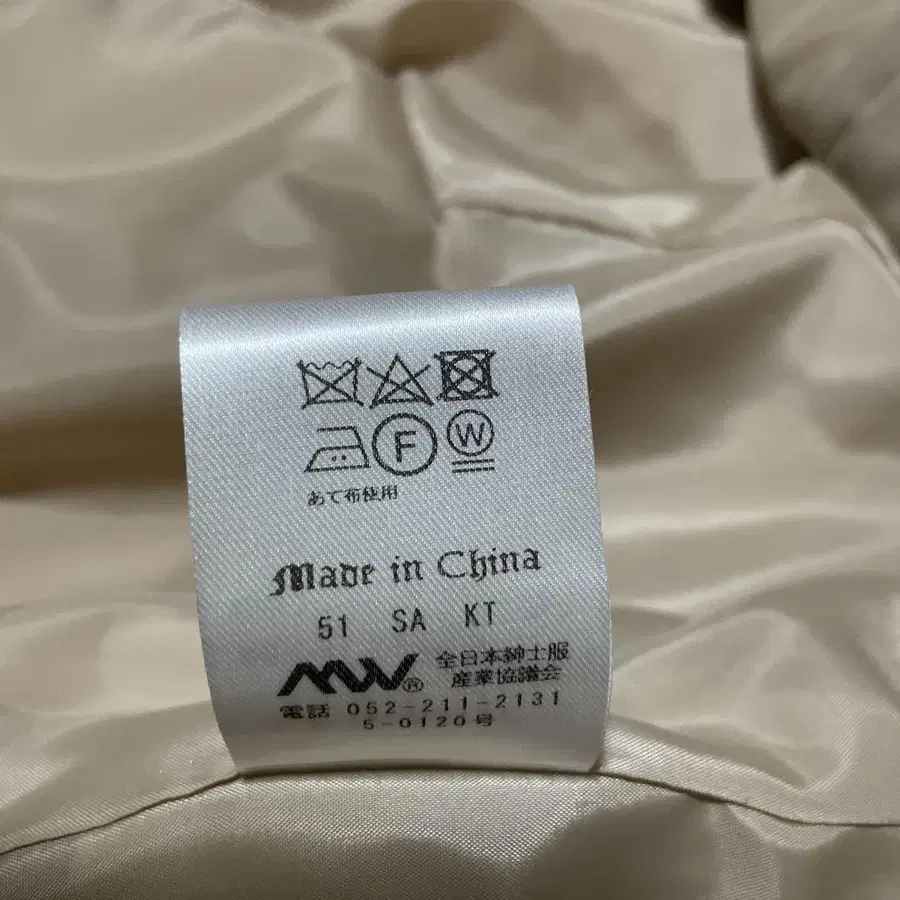 F W
あて布使用
Made in China
51 SA KT
MW® 全日本紳士服
産業協議会
電話 052-211-2131
5-0120号